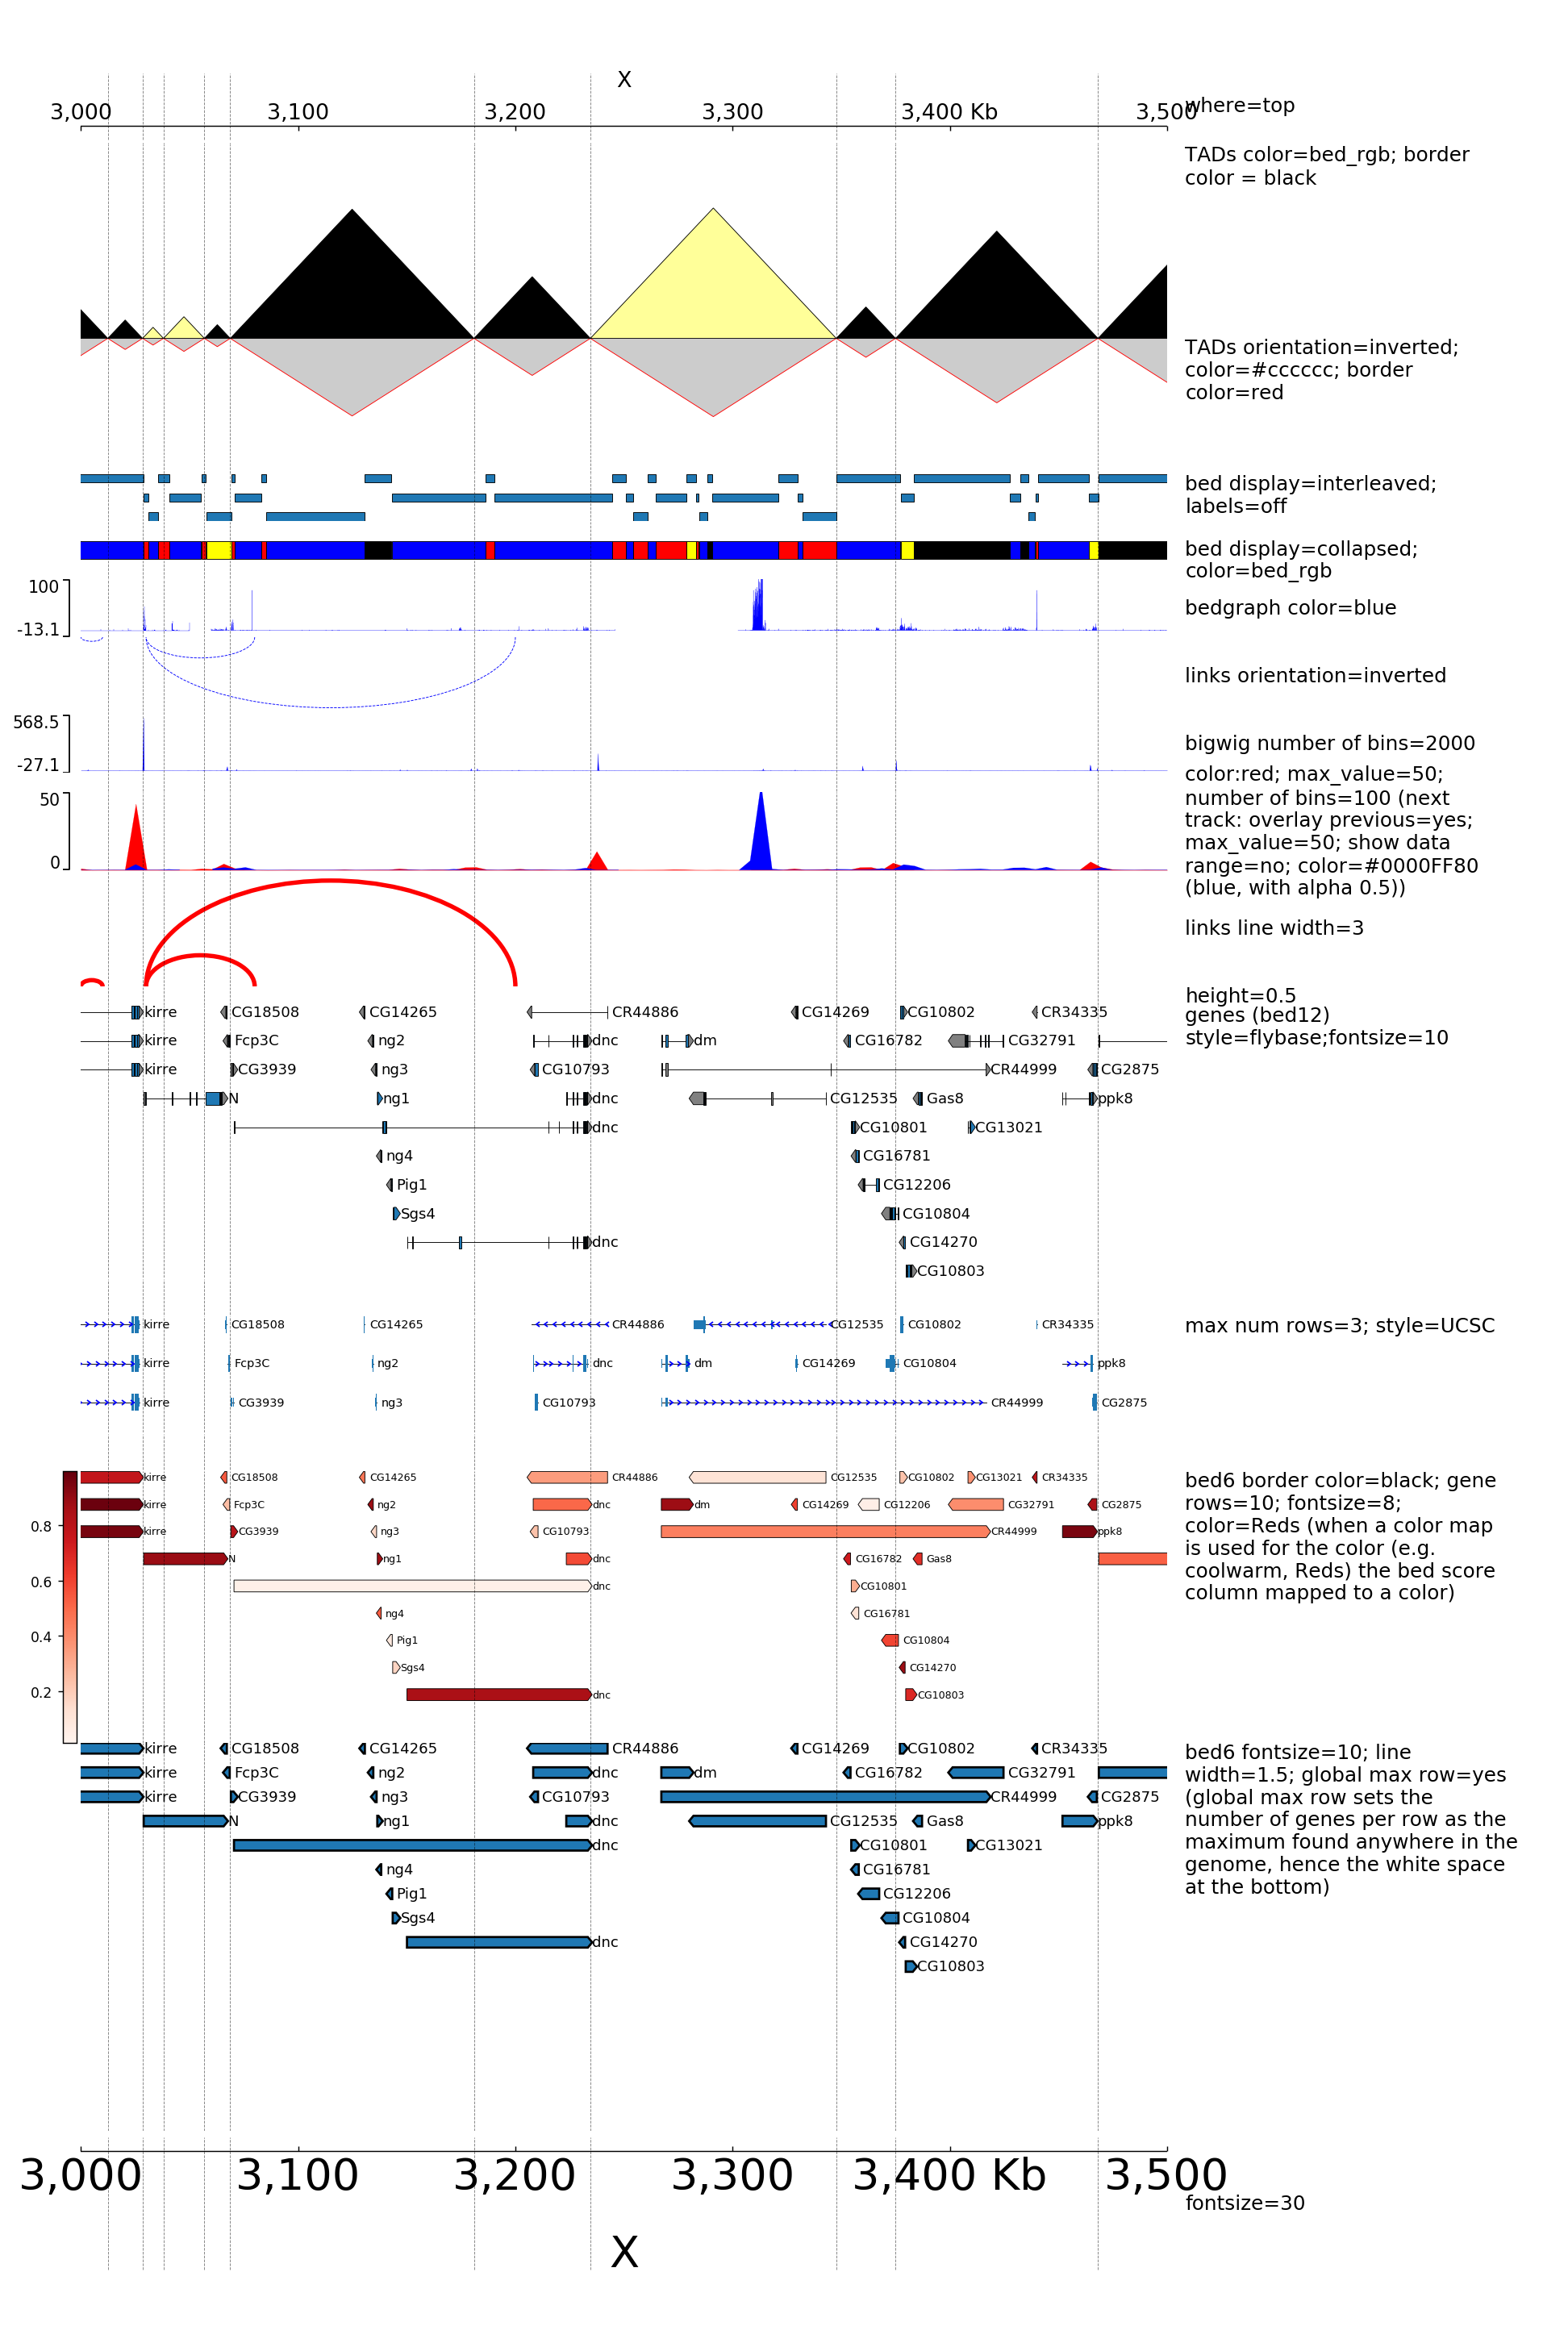 X
3,000 3,100 3,200 3,300 3,400 Kb 3,500
where=top
TADs color=bed_rgb; border
color = black
TADs orientation=inverted;
color=#cccccc; border
color=red
bed display=interleaved;
labels=off
bed display=collapsed;
color=bed_rgb
100
-13.1
bedgraph color=blue
links orientation=inverted
568.5
-27.1
bigwig number of bins=2000
50
0
color:red; max_value=50;
number of bins=100 (next
track: overlay previous=yes;
max_value=50; show data
range=no; color=#0000FF80
(blue, with alpha 0.5))
links line width=3
height=0.5
genes (bed12)
style=flybase;fontsize=10
kirre CG18508 CG14265 CR44886 CG14269 CG10802 CR34335
kirre Fcp3C ng2 dnc dm CG16782 CG32791
kirre CG3939 ng3 CG10793 CR44999 CG2875
N ng1 dnc CG12535 Gas8 ppk8
dnc CG10801 CG13021
ng4 CG16781
Pig1 CG12206
Sgs4 CG10804
dnc CG14270
CG10803
max num rows=3; style=UCSC
kirre CG18508 CG14265 CR44886 CG12535 CG10802 CR34335
kirre Fcp3C ng2 dnc dm CG14269 CG10804 ppk8
kirre CG3939 ng3 CG10793 CR44999 CG2875
0.8
0.6
0.4
0.2
bed6 border color=black; gene
rows=10; fontsize=8;
color=Reds (when a color map
is used for the color (e.g.
coolwarm, Reds) the bed score
column mapped to a color)
kirre CG18508 CG14265 CR44886 CG12535 CG10802 CG13021 CR34335
kirre Fcp3C ng2 dnc dm CG14269 CG12206 CG32791 CG2875
kirre CG3939 ng3 CG10793 CR44999 ppk8
N ng1 dnc CG16782 Gas8
dnc CG10801
ng4 CG16781
Pig1 CG10804
Sgs4 CG14270
dnc CG10803
bed6 fontsize=10; line
width=1.5; global max row=yes
(global max row sets the
number of genes per row as the
maximum found anywhere in the
genome, hence the white space
at the bottom)
kirre CG18508 CG14265 CR44886 CG14269 CG10802 CR34335
kirre Fcp3C ng2 dnc dm CG16782 CG32791
kirre CG3939 ng3 CG10793 CR44999 CG2875
N ng1 dnc CG12535 Gas8 ppk8
dnc CG10801 CG13021
ng4 CG16781
Pig1 CG12206
Sgs4 CG10804
dnc CG14270
CG10803
3,000 3,100 3,200 3,300 3,400 Kb 3,500
fontsize=30
X